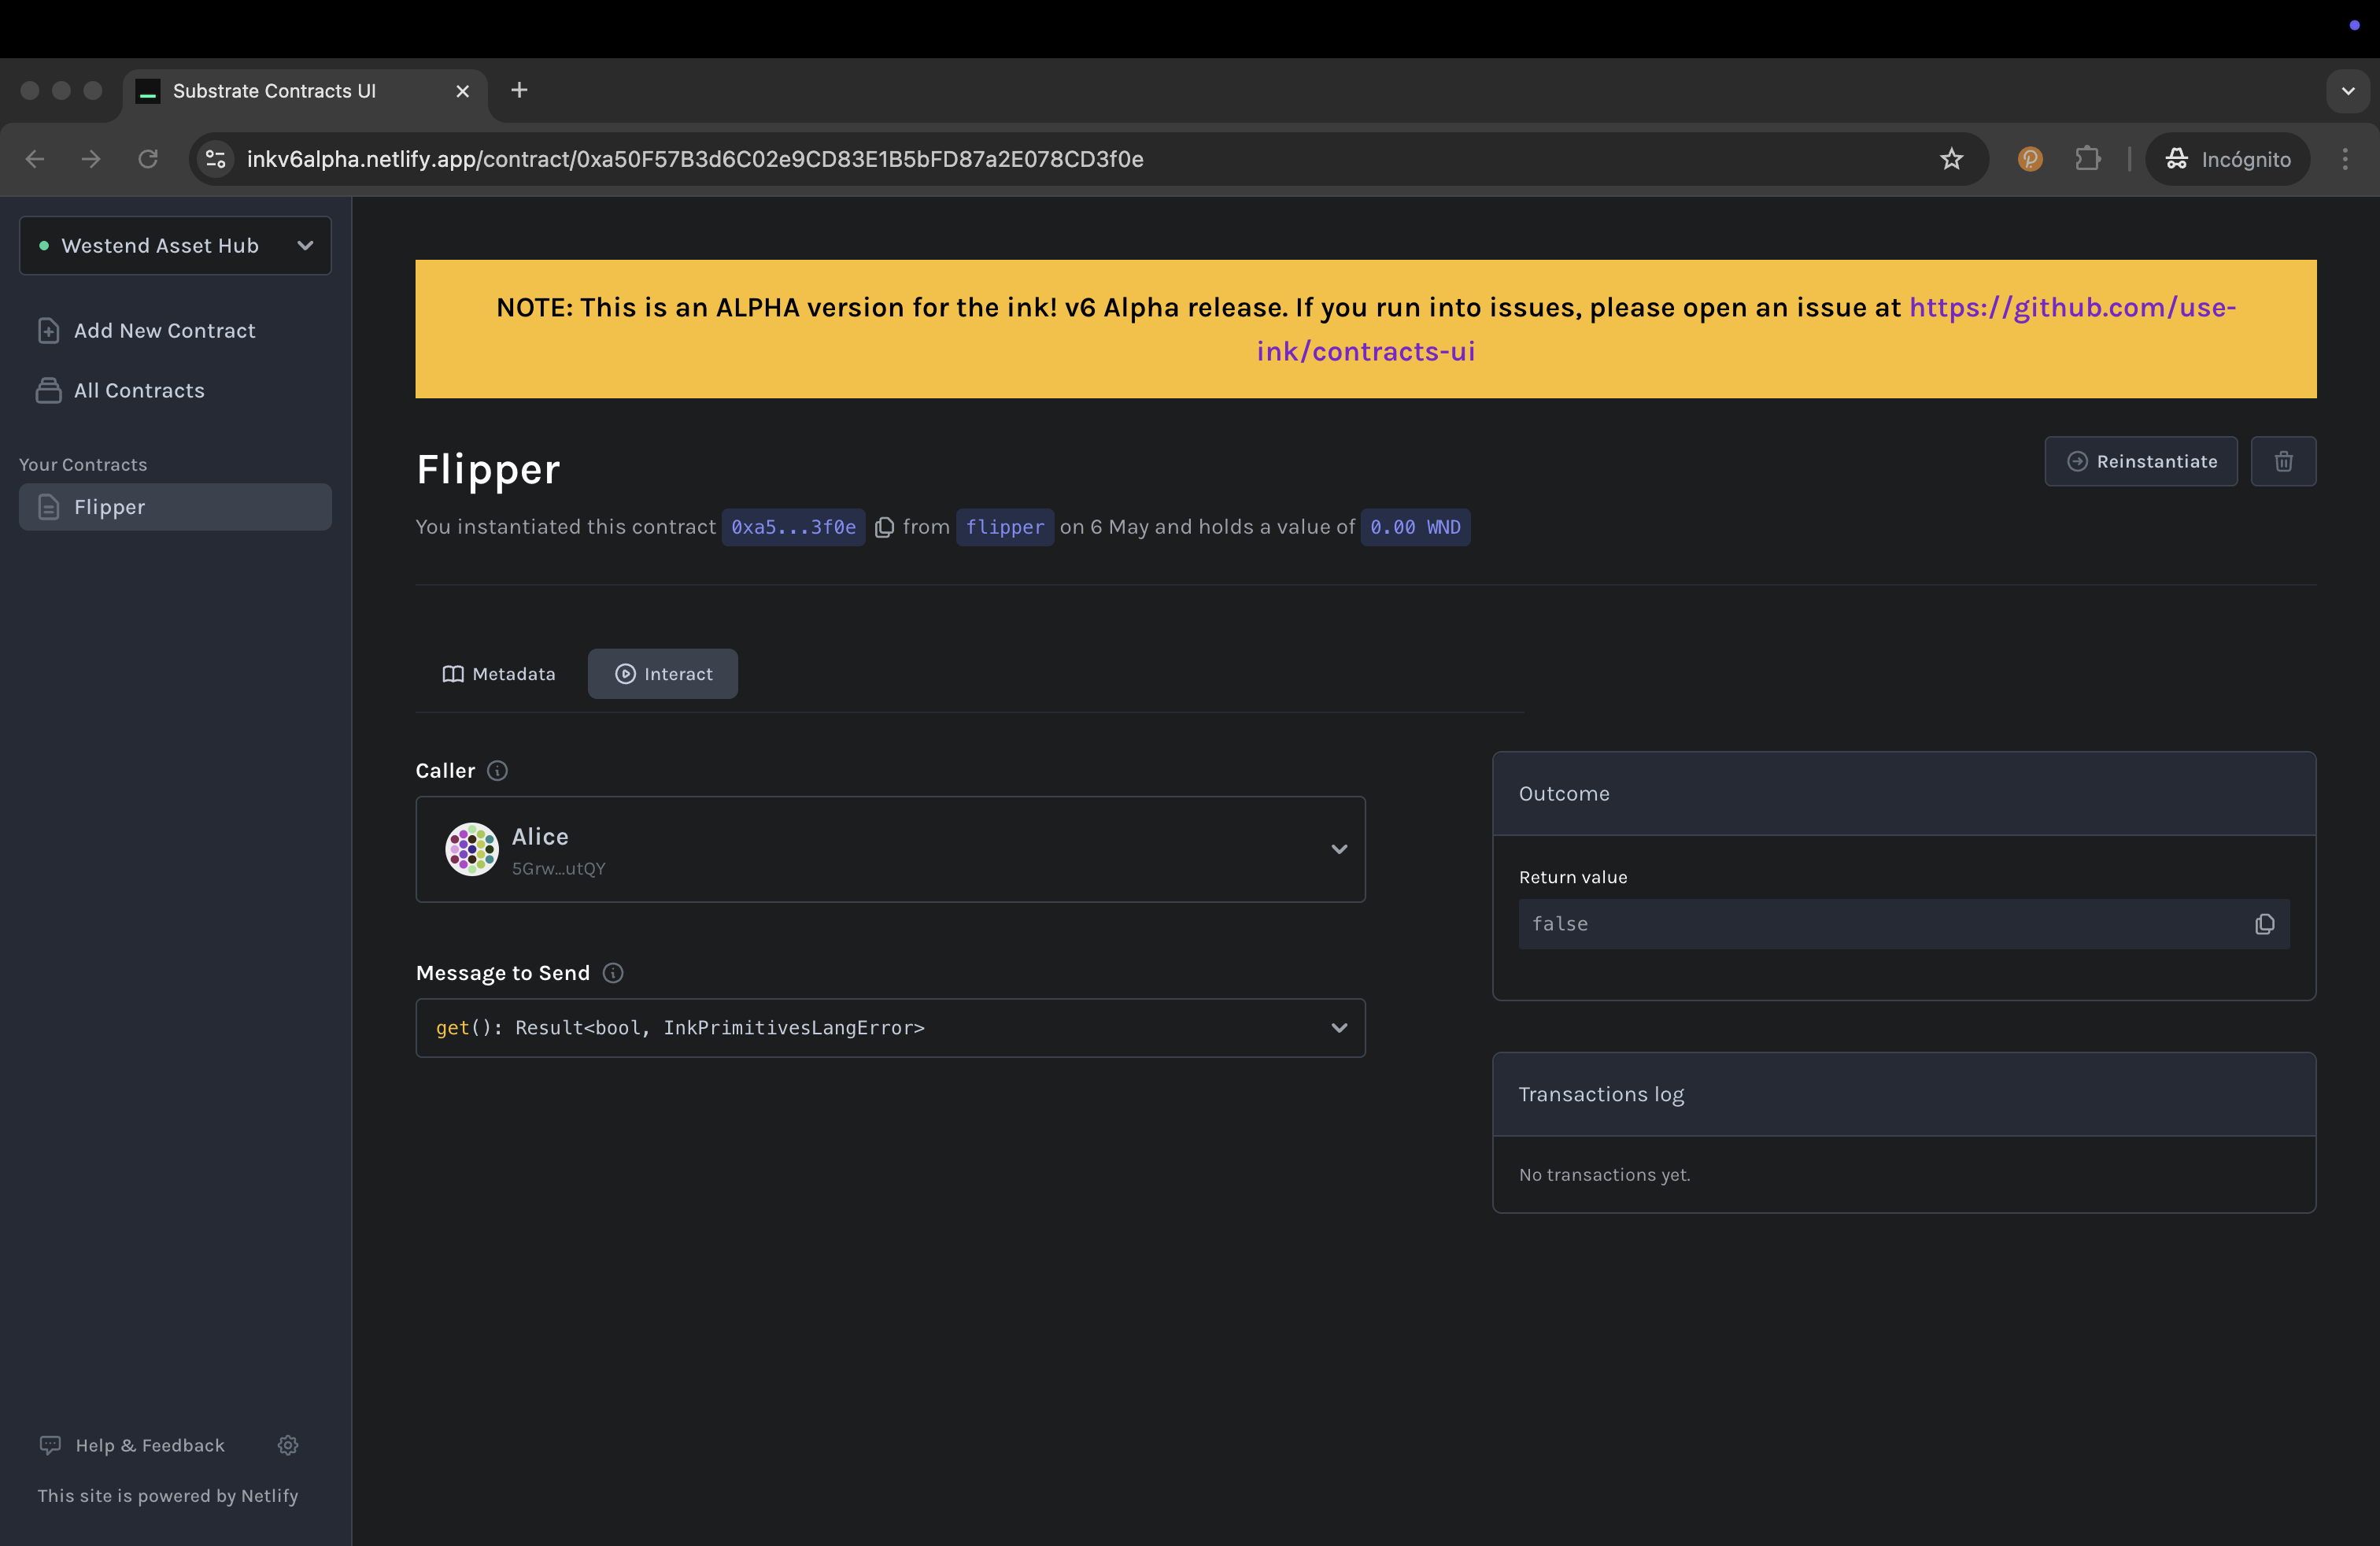 Substrate Contracts UI
inkv6alpha.netlify.app/contract/0xa50F57B3d6C02e9CD83E1B5bFD87a2E078CD3f0e
Incógnito
Westend Asset Hub
Add New Contract
All Contracts
Your Contracts
Flipper
Help & Feedback
This site is powered by Netlify
NOTE: This is an ALPHA version for the ink! v6 Alpha release. If you run into issues, please open an issue at https://github.com/use-
ink/contracts-ui
Flipper
Reinstantiate
You instantiated this contract 0xa5...3f0e from flipper on 6 May and holds a value of 0.00 WND
Metadata
Interact
Caller
Alice
5Grw...utQY
Message to Send
get(): Result<bool, InkPrimitivesLangError>
Outcome
Return value
false
Transactions log
No transactions yet.